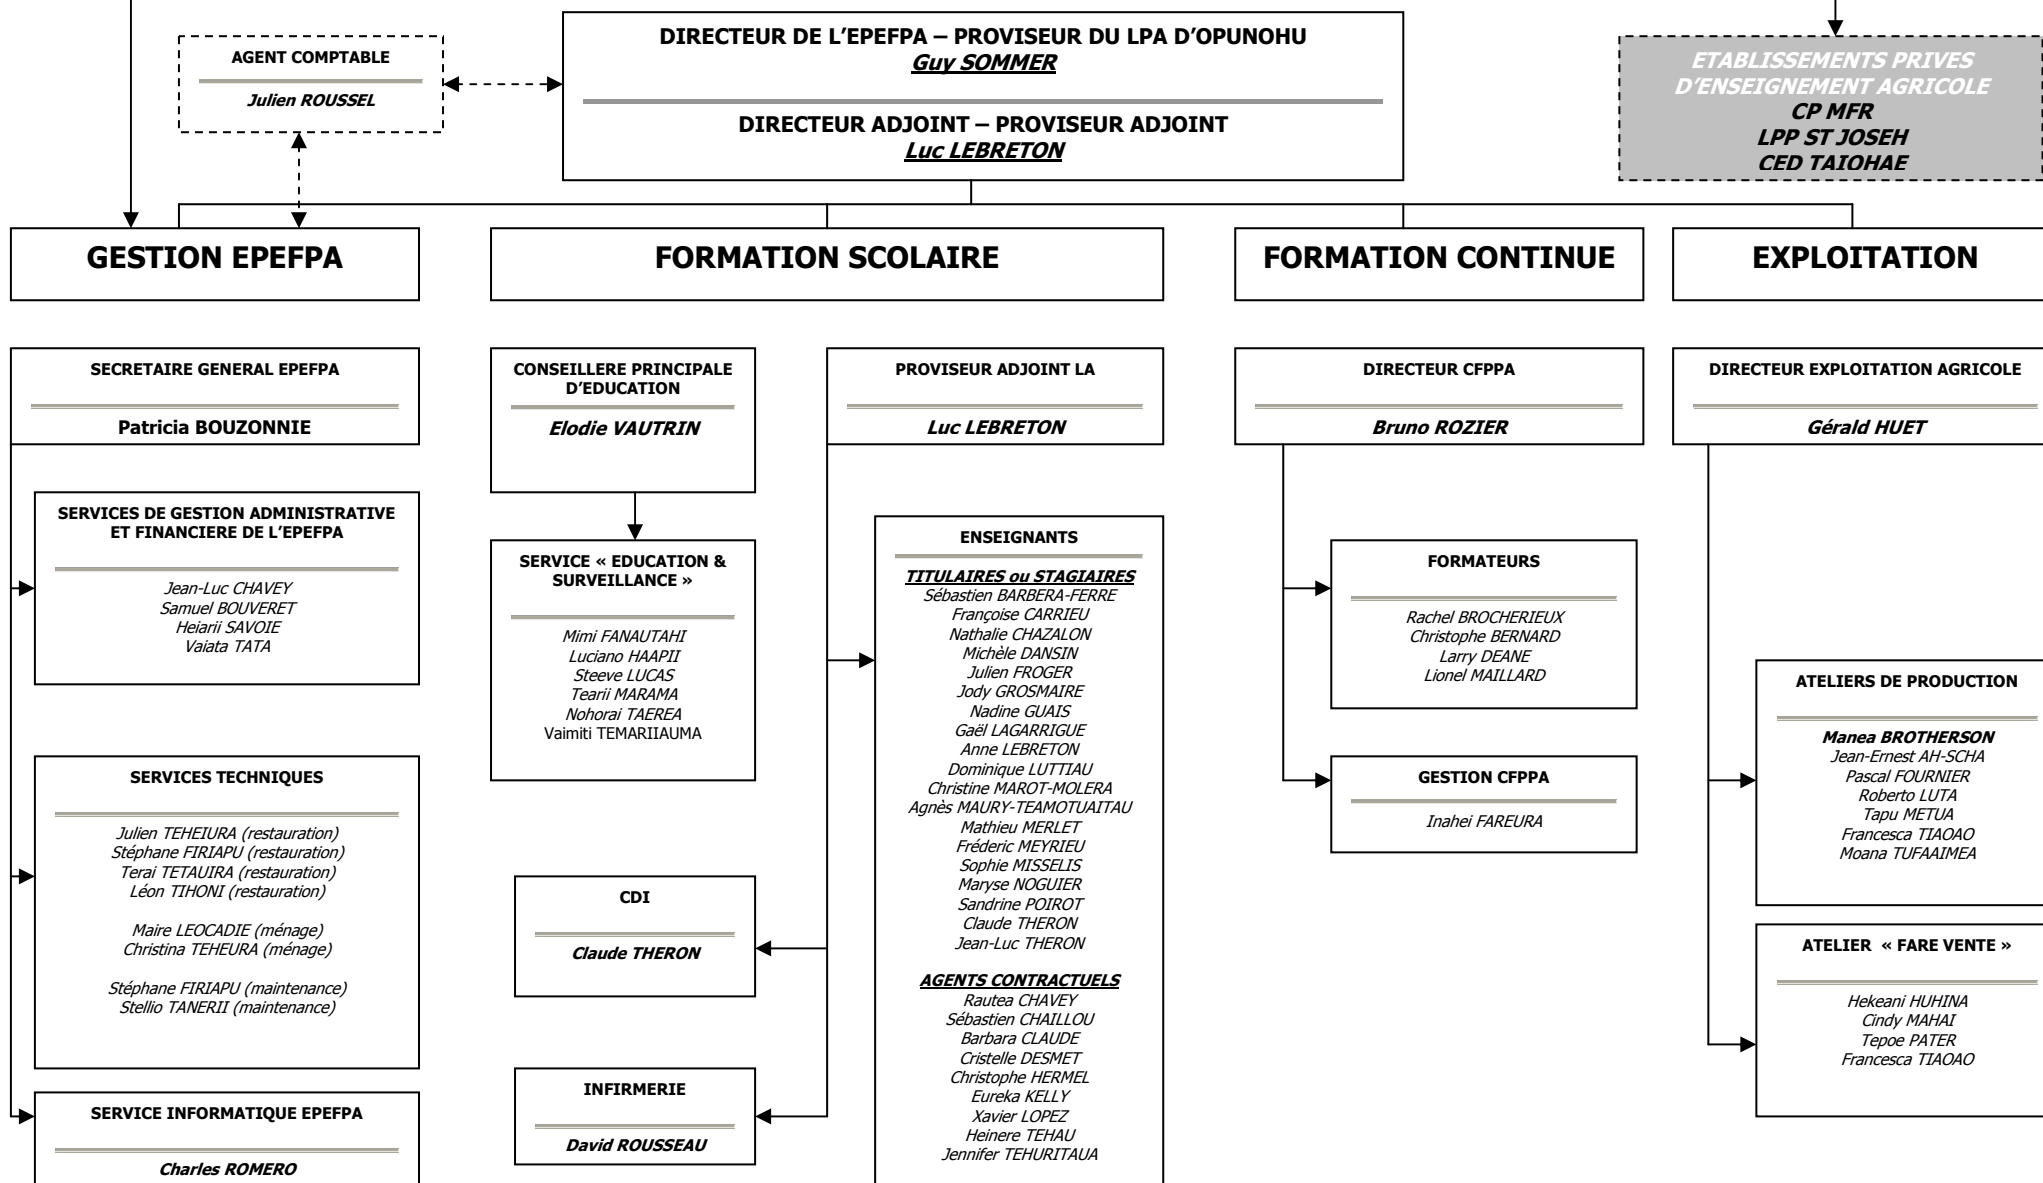 AGENT COMPTABLE
Julien ROUSSEL
DIRECTEUR DE L'EPEFPA – PROVISEUR DU LPA D'OPUNOHU
Guy SOMMER
DIRECTEUR ADJOINT – PROVISEUR ADJOINT
Luc LEBRETON
ETABLISSEMENTS PRIVES
D'ENSEIGNEMENT AGRICOLE
CP MFR
LPP ST JOSEH
CED TAIOHAE
GESTION EPEFPA
FORMATION SCOLAIRE
FORMATION CONTINUE
EXPLOITATION
SECRETAIRE GENERAL EPEFPA
Patricia BOUZONNIE
SERVICES DE GESTION ADMINISTRATIVE
ET FINANCIERE DE L'EPEFPA
Jean-Luc CHAVEY
Samuel BOUVERET
Heiarii SAVOIE
Vaiata TATA
SERVICES TECHNIQUES
Julien TEHEIURA (restauration)
Stéphane FIRIAPU (restauration)
Terai TETAUIRA (restauration)
Léon TIHONI (restauration)
Maire LEOCADIE (ménage)
Christina TEHEURA (ménage)
Stéphane FIRIAPU (maintenance)
Stellio TANERII (maintenance)
SERVICE INFORMATIQUE EPEFPA
Charles ROMERO
CONSEILLERE PRINCIPALE
D'EDUCATION
Elodie VAUTRIN
SERVICE « EDUCATION &
SURVEILLANCE »
Mimi FANAUTAHI
Luciano HAAPII
Steeve LUCAS
Tearii MARAMA
Nohorai TAEREA
Vaimiti TEMARIIAUMA
CDI
Claude THERON
INFIRMERIE
David ROUSSEAU
PROVISEUR ADJOINT LA
Luc LEBRETON
ENSEIGNANTS
TITULAIRES ou STAGIAIRES
Sébastien BARBERA-FERRE
Françoise CARRIEU
Nathalie CHAZALON
Michèle DANSIN
Julien FROGER
Jody GROSMAIRE
Nadine GUAIS
Gaël LAGARRIGUE
Anne LEBRETON
Dominique LUTTIAU
Christine MAROT-MOLERA
Agnès MAURY-TEAMOTUAITAU
Mathieu MERLET
Fréderic MEYRIEU
Sophie MISSELIS
Maryse NOGUIER
Sandrine POIROT
Claude THERON
Jean-Luc THERON
AGENTS CONTRACTUELS
Rautea CHAVEY
Sébastien CHAILLOU
Barbara CLAUDE
Cristelle DESMET
Christophe HERMEL
Eureka KELLY
Xavier LOPEZ
Heinere TEHAU
Jennifer TEHURITAUA
DIRECTEUR CFPPA
Bruno ROZIER
FORMATEURS
Rachel BROCHERIEUX
Christophe BERNARD
Larry DEANE
Lionel MAILLARD
GESTION CFPPA
Inahei FAREURA
DIRECTEUR EXPLOITATION AGRICOLE
Gérald HUET
ATELIERS DE PRODUCTION
Manea BROTHERSON
Jean-Ernest AH-SCHA
Pascal FOURNIER
Roberto LUTA
Tapu METUA
Francesca TIAOAO
Moana TUFAAIMEA
ATELIER « FARE VENTE »
Hekeani HUHINA
Cindy MAHAI
Tepoe PATER
Francesca TIAOAO